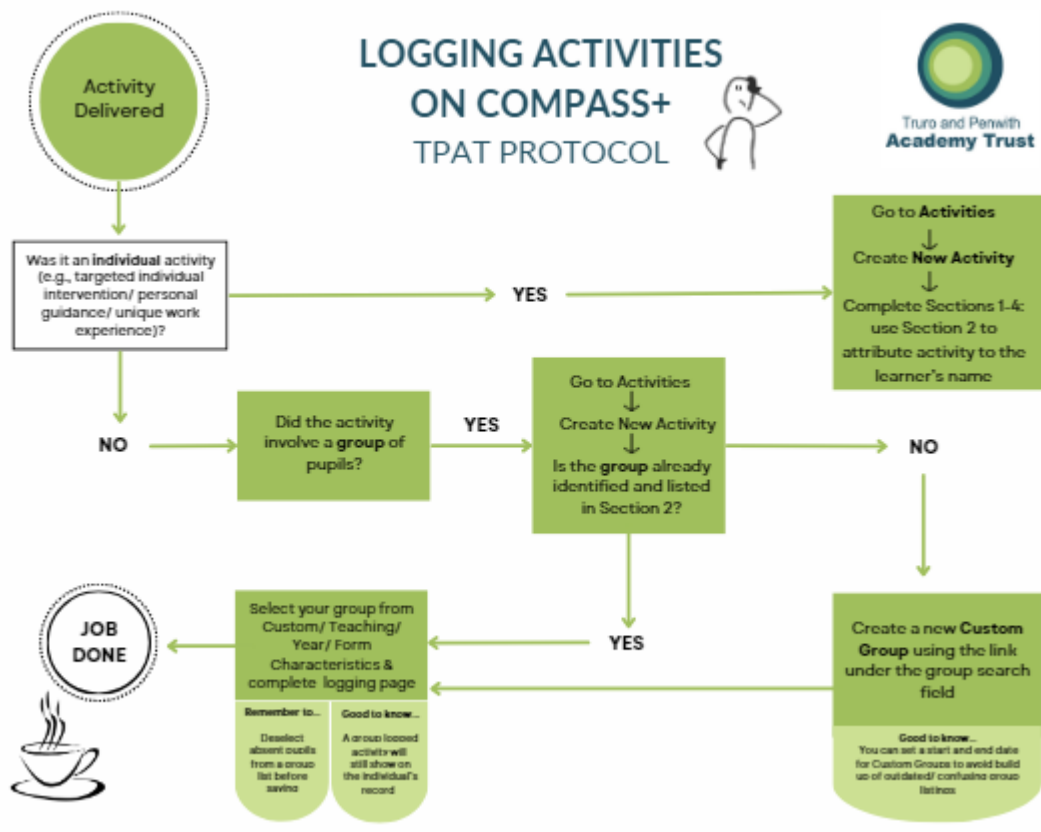 LOGGING ACTIVITIES
ON COMPASS+
TPAT PROTOCOL
Truro and Penwith
Academy Trust
Activity
Delivered
Was it an individual activity
(e.g., targeted individual
intervention/ personal
guidance/ unique work
experience)?
YES
Go to Activities
Create New Activity
Complete Sections 1-4:
use Section 2 to
attribute activity to the
learner's name
NO
Did the activity
involve a group of
pupils?
YES
Go to Activities
Create New Activity
Is the group already
identified and listed
in Section 2?
NO
YES
Create a new Custom
Group using the link
under the group search
field
Good to know...
You can set a start and end date
for Custom Groups to avoid build
up of outdated/ confusing group
listings
Select your group from
Custom/ Teaching/
Year/ Form
Characteristics &
complete logging page
Remember to...
Deselect
absent pupils
from a group
list before
saving
Good to know...
A group logged
activity will
still show on
the individual's
record
JOB
DONE